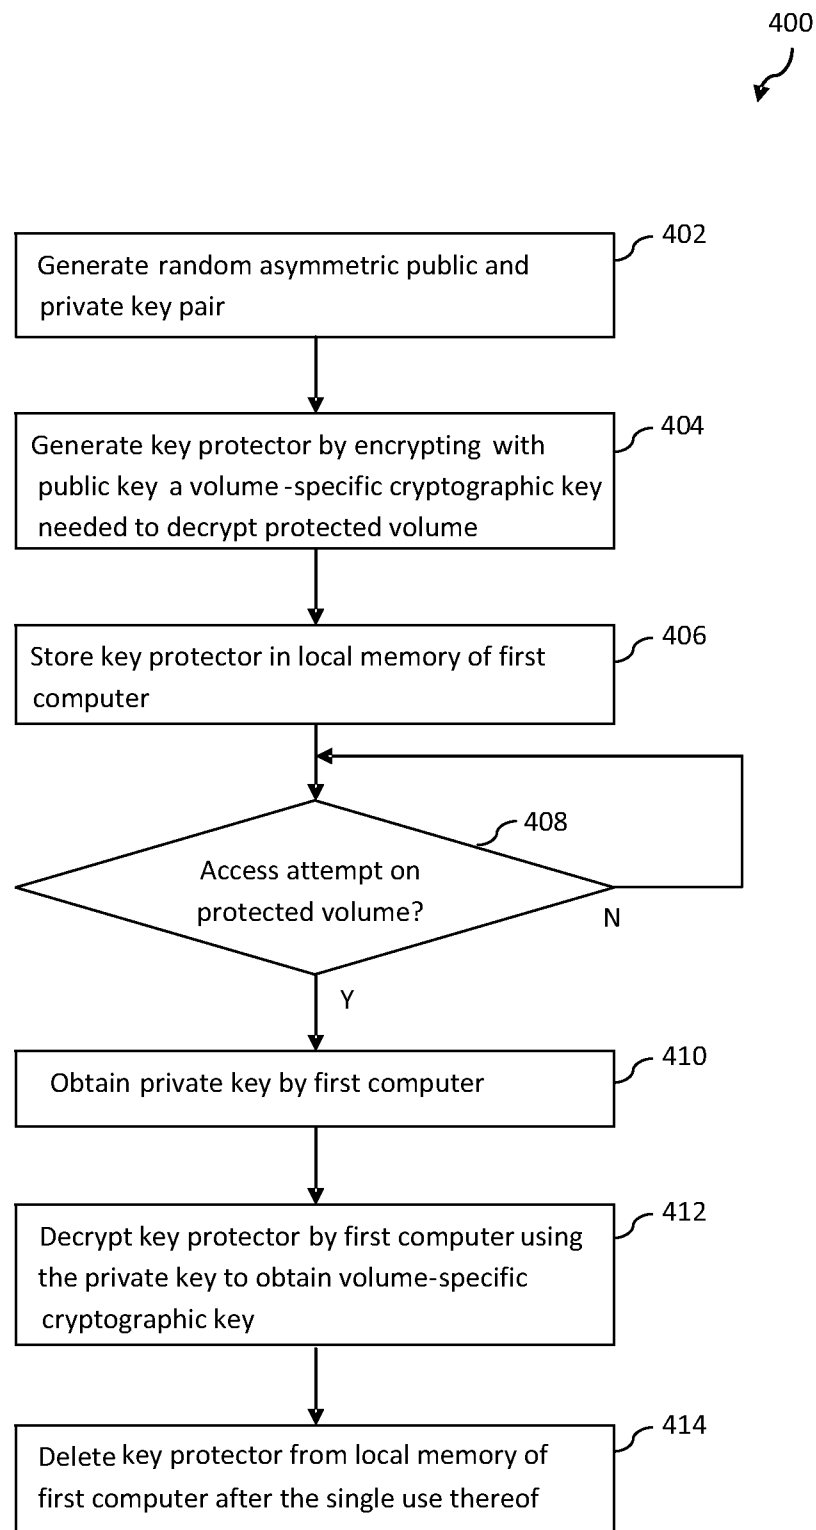 400
402
Generate random asymmetric public and
private key pair
404
Generate key protector by encrypting with
public key a volume-specific cryptographic key
needed to decrypt protected volume
406
Store key protector in local memory of first
computer
408
Access attempt on
protected volume?
N
Y
410
Obtain private key by first computer
412
Decrypt key protector by first computer using
the private key to obtain volume-specific
cryptographic key
414
Delete key protector from local memory of
first computer after the single use thereof